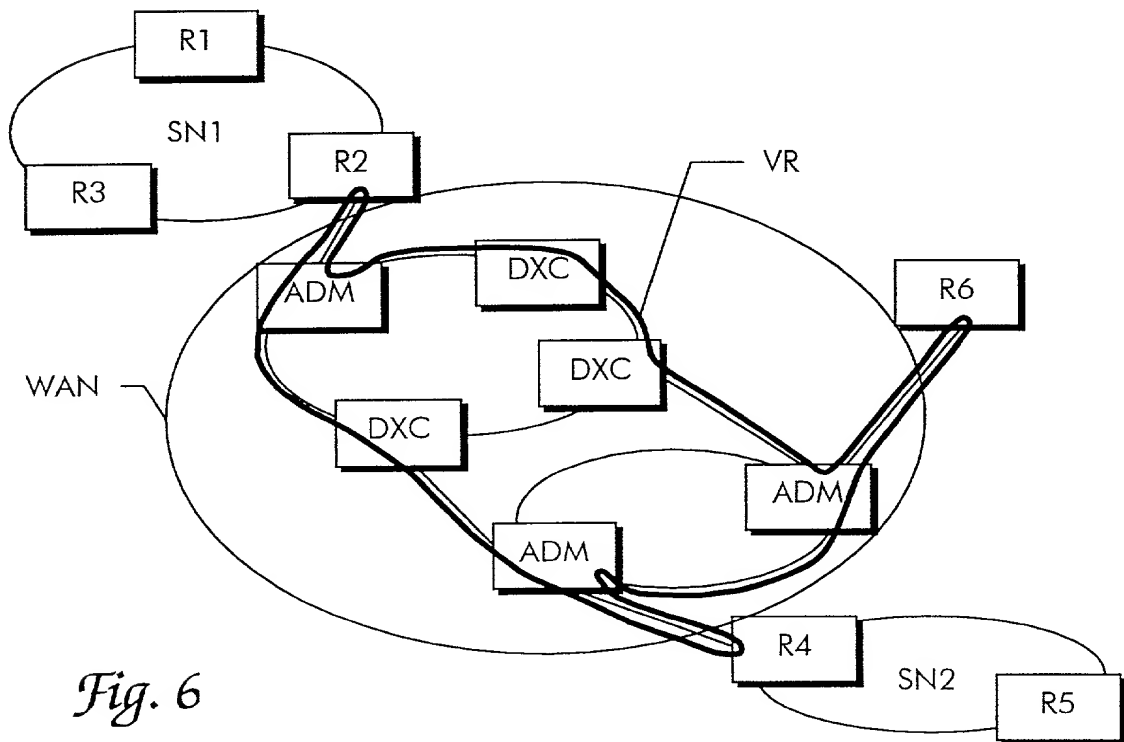 R1
SN1
R2
VR
R3
DXC
ADM
R6
DXC
WAN
DXC
ADM
ADM
R4
SN2
R5
Fig. 6